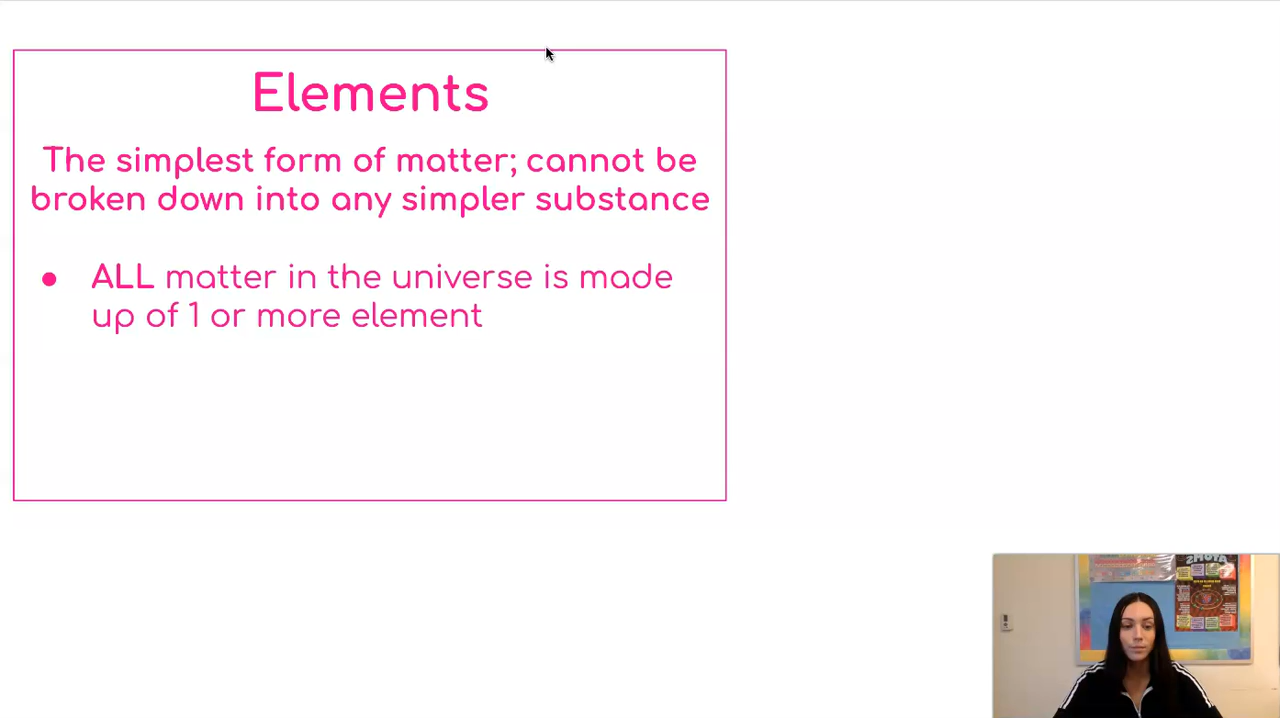 Elements
The simplest form of matter; cannot be
broken down into any simpler substance
● ALL matter in the universe is made
up of 1 or more element
ATOMS